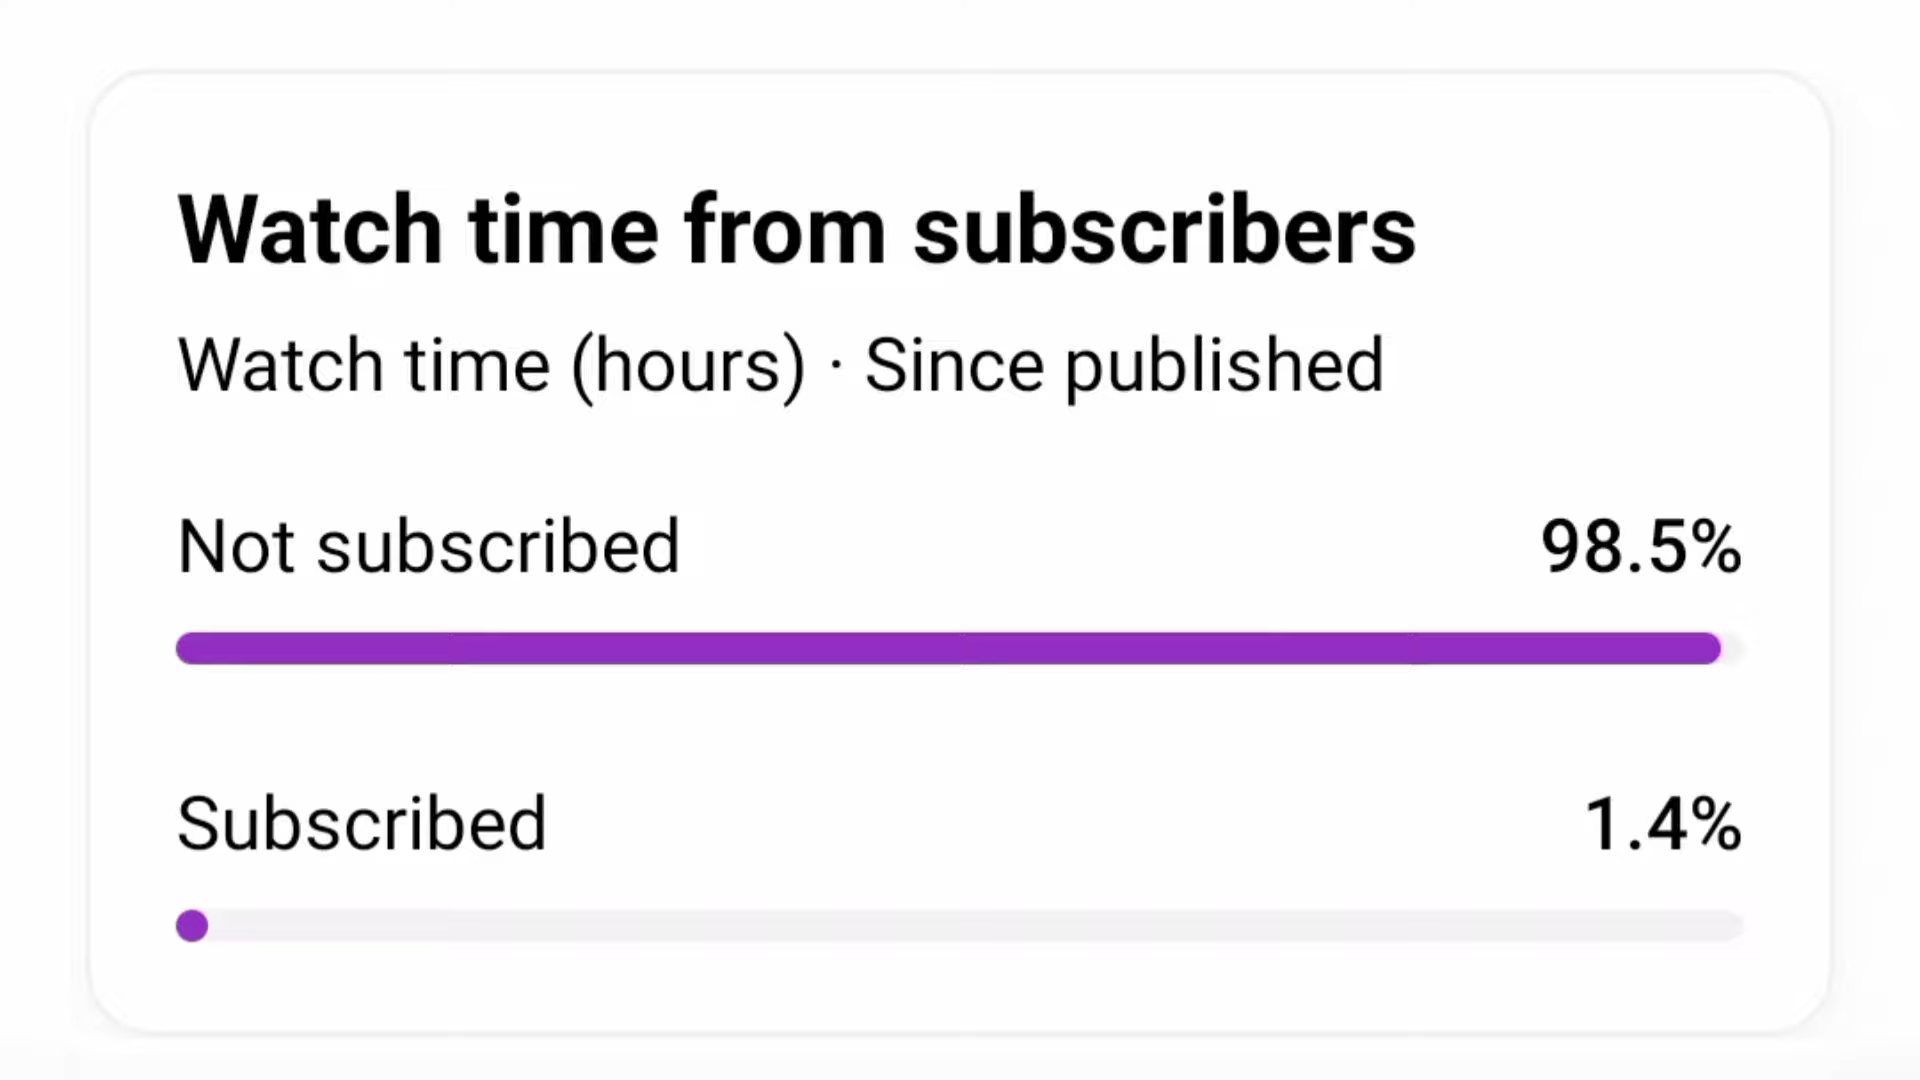 Watch time from subscribers
Watch time (hours) · Since published
Not subscribed 98.5%
Subscribed 1.4%